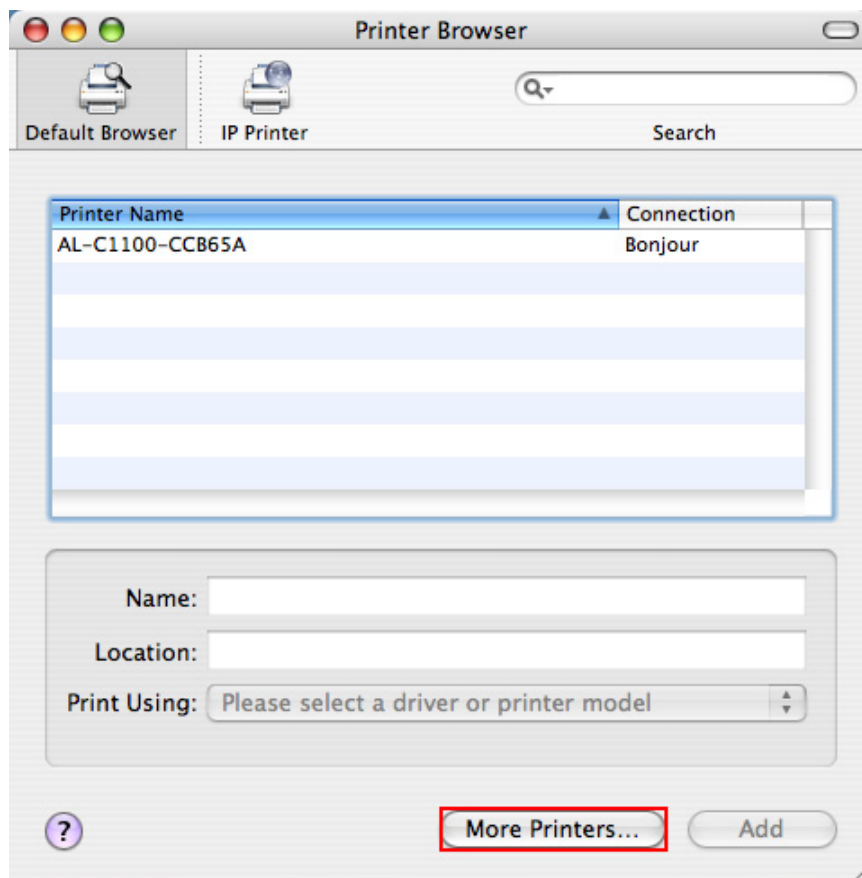 Printer Browser
Default Browser
IP Printer
Search
Printer Name
Connection
AL-C1100-CCB65A
Bonjour
Name:
Location:
Print Using:
Please select a driver or printer model
?
More Printers...
Add